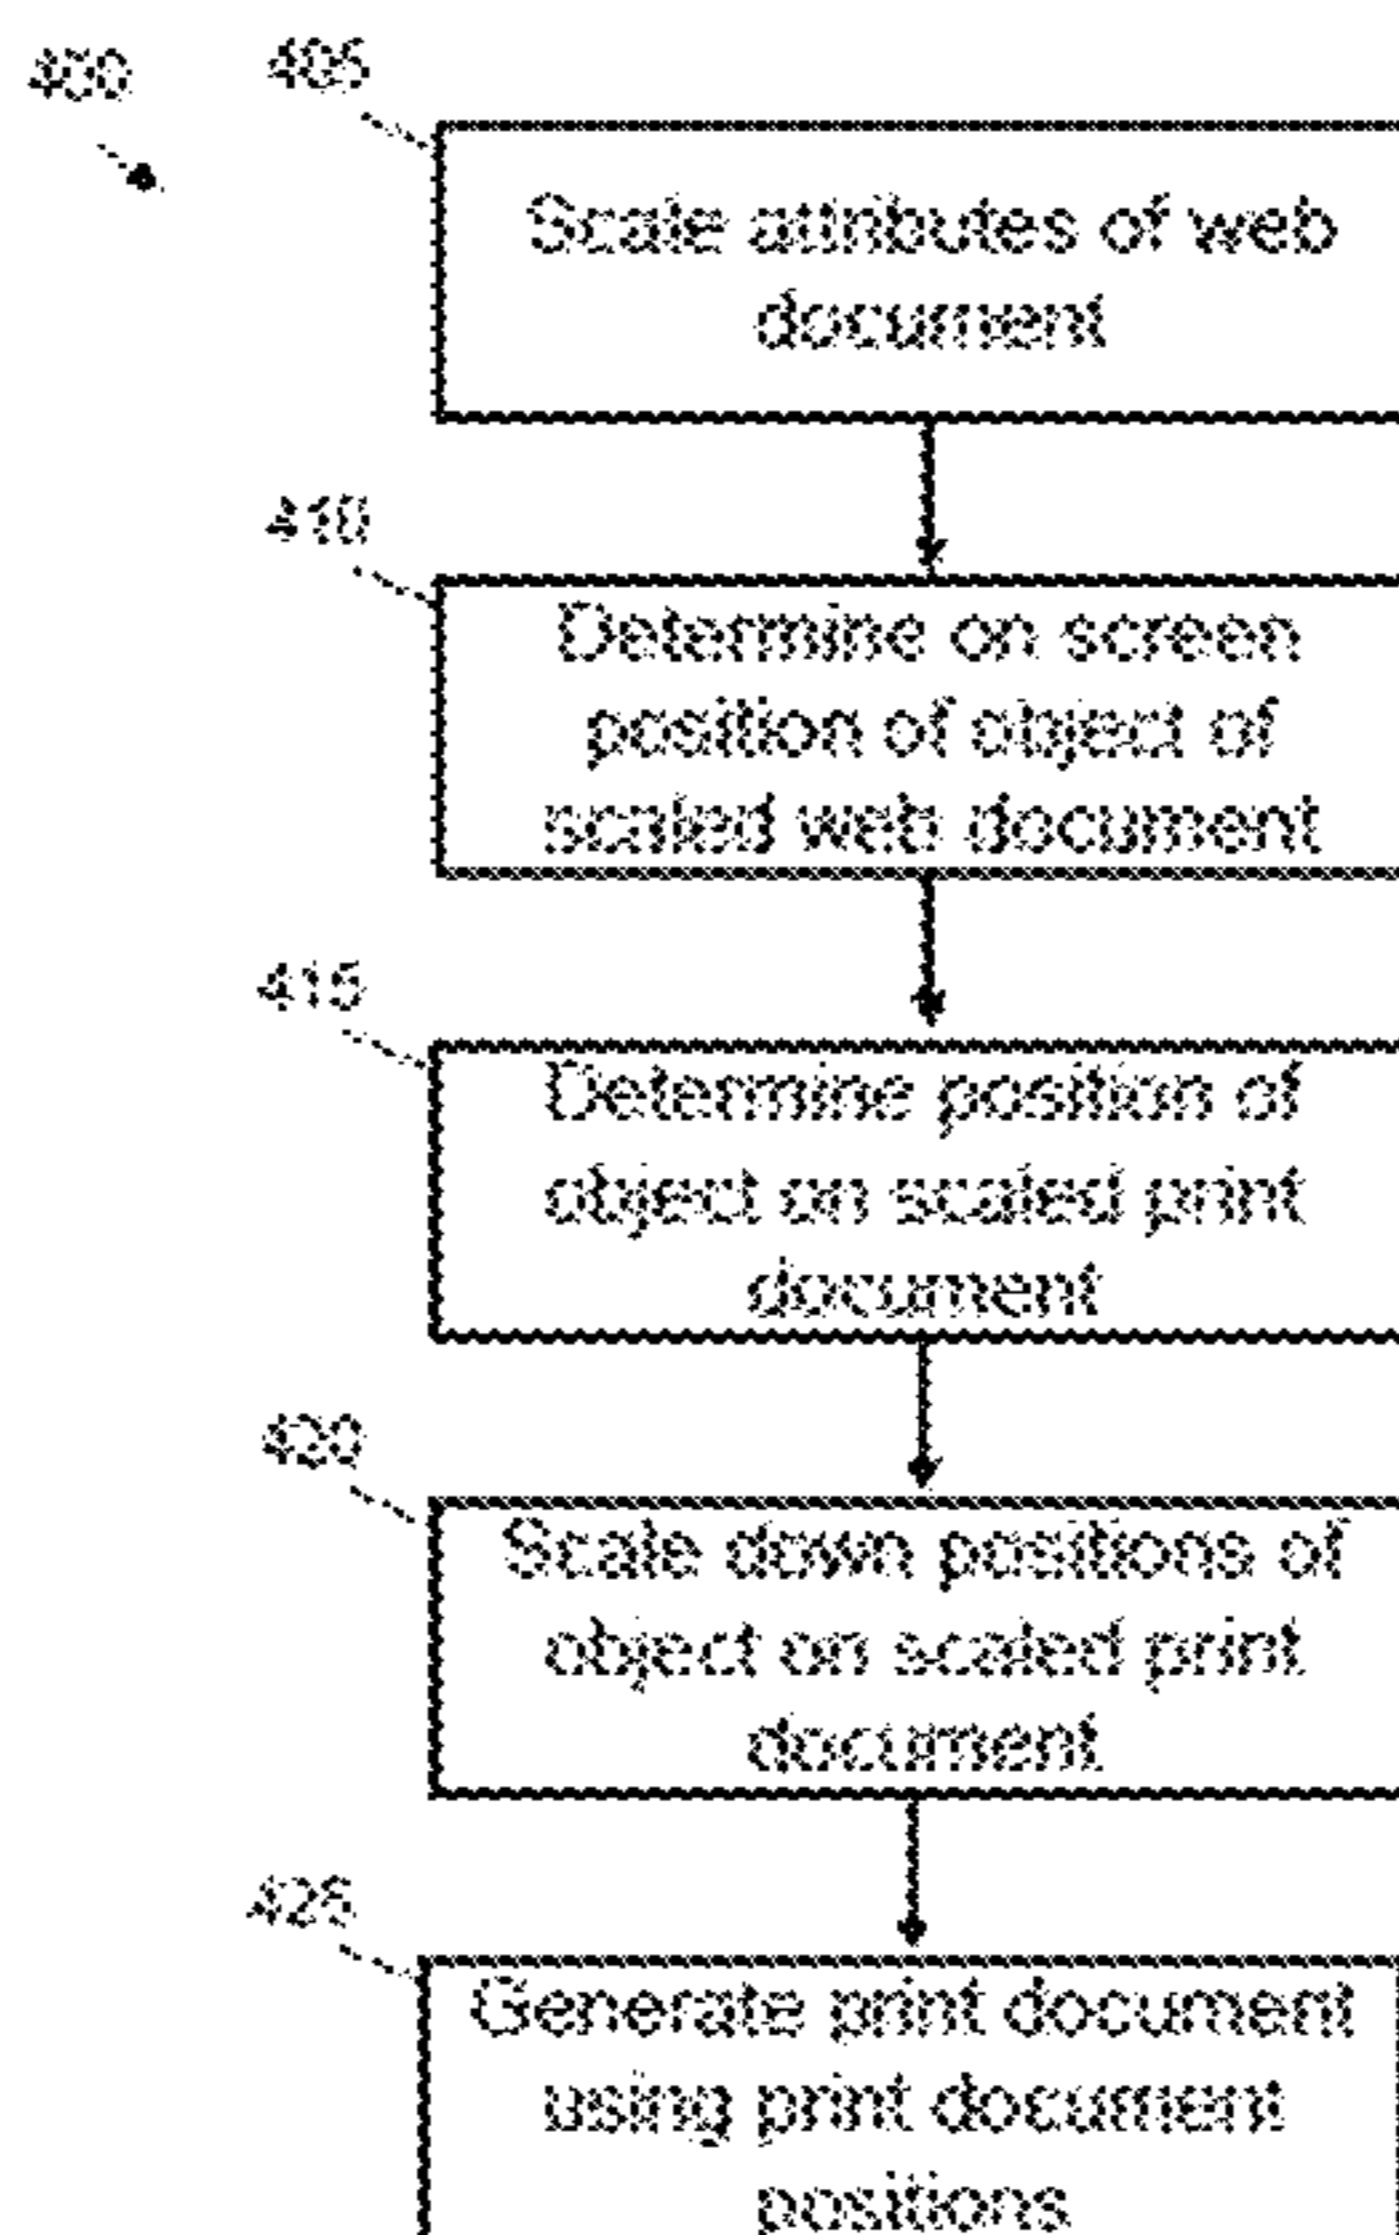 400
405
Scale attributes of web
document
410
Determine on screen
position of object of
scaled web document
415
Determine position of
object on scaled print
document
420
Scale down positions of
object on scaled print
document
425
Generate print document
using print document
positions